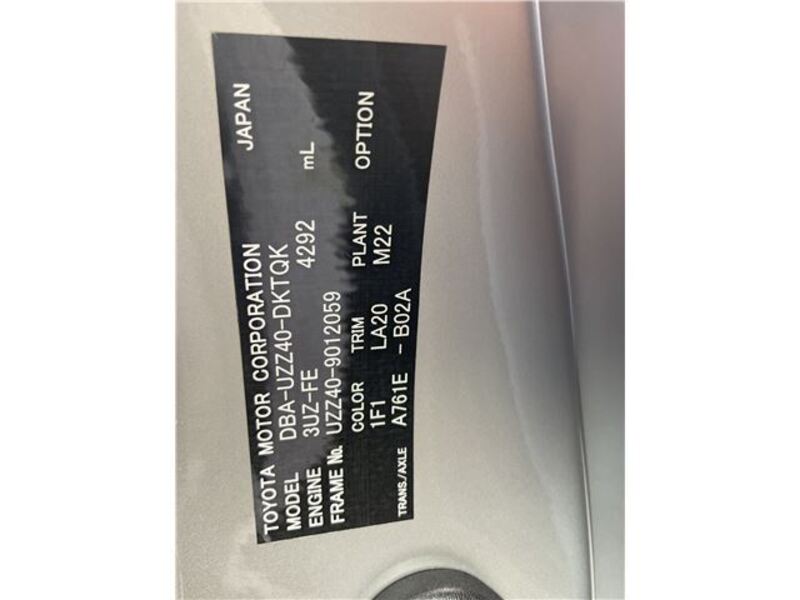 TOYOTA MOTOR CORPORATION JAPAN
MODEL DBA-UZZ40-DKTQK
ENGINE 3UZ-FE 4292 mL
FRAME No. UZZ40-9012059
COLOR TRIM PLANT OPTION
1F1 LA20 M22
TRANS./AXLE A761E - B02A